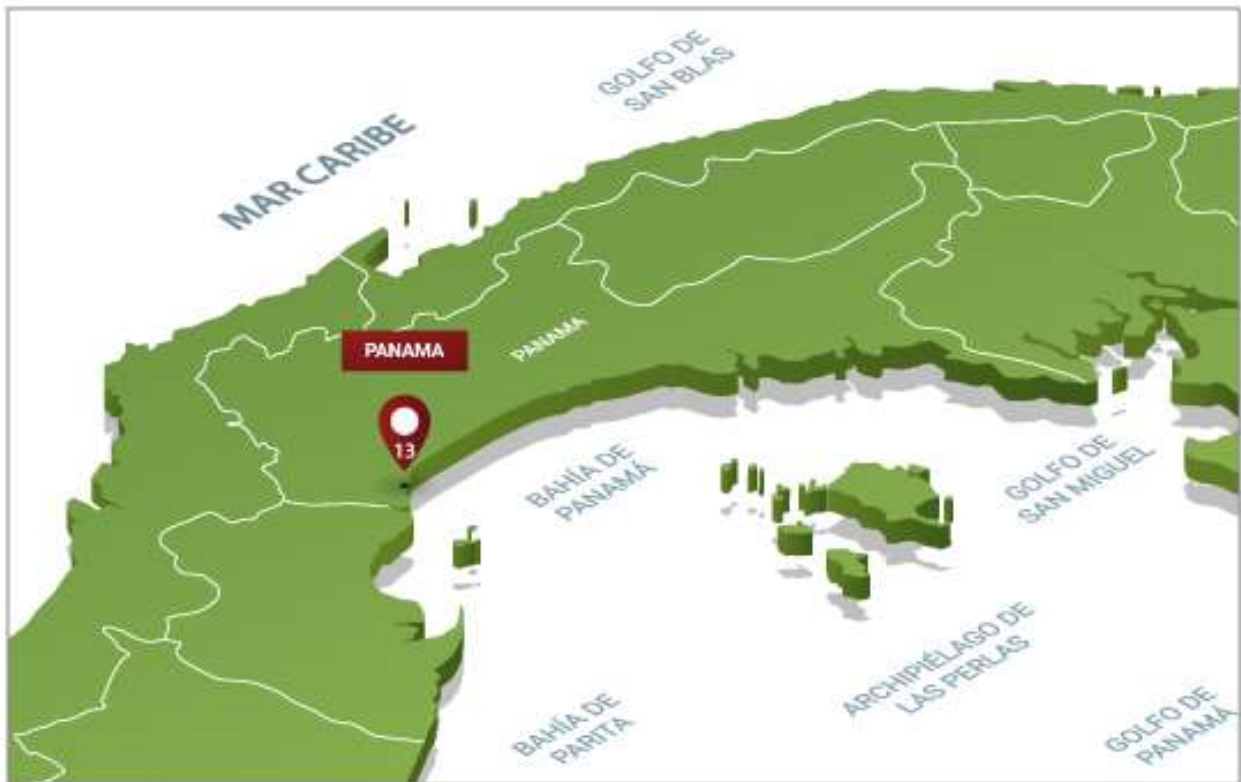 GOLFO DE
SAN BLAS
MAR CARIBE
PANAMA
PANAMA
13
BAHÍA DE
PANAMÁ
GOLFO DE
SAN MIGUEL
ARCHIPIÉLAGO DE
LAS PERLAS
BAHÍA DE
PARITA
GOLFO DE
PANAMÁ